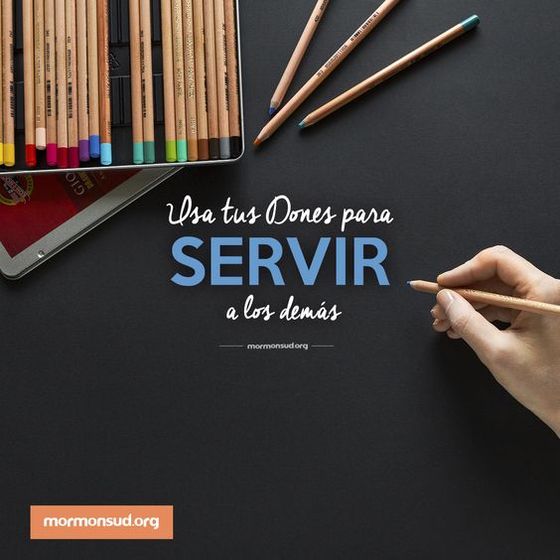 Usa tus Dones para
SERVIR
a los demás
mormonsud.org
mormonsud.org